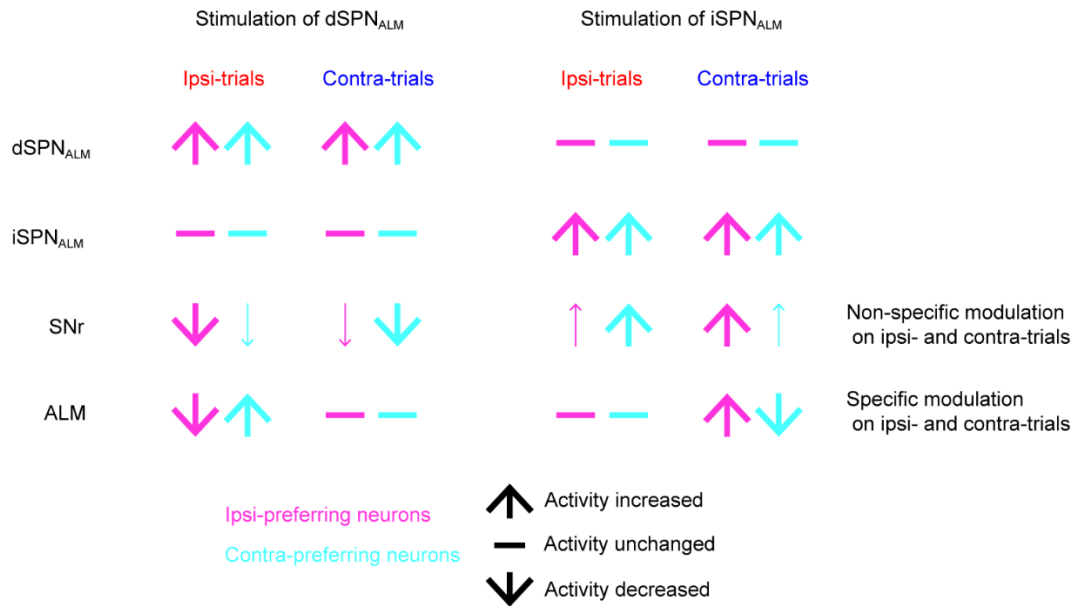 Stimulation of dSPNALM Stimulation of iSPNALM
Ipsi-trials Contra-trials Ipsi-trials Contra-trials
dSPNALM
iSPNALM
SNr Non-specific modulation
on ipsi- and contra-trials
ALM Specific modulation
on ipsi- and contra-trials
Ipsi-preferring neurons
Contra-preferring neurons
Activity increased
Activity unchanged
Activity decreased